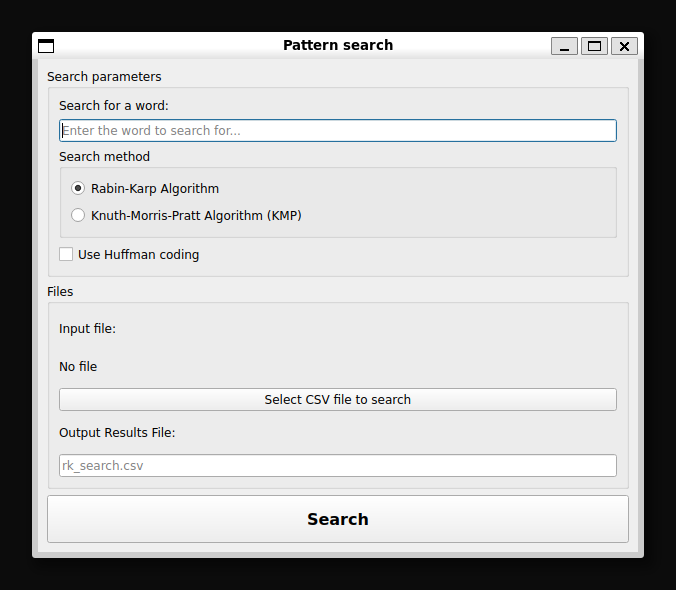 Pattern search
Search parameters
Search for a word:
Enter the word to search for...
Search method
Rabin-Karp Algorithm
Knuth-Morris-Pratt Algorithm (KMP)
Use Huffman coding
Files
Input file:
No file
Select CSV file to search
Output Results File:
rk_search.csv
Search